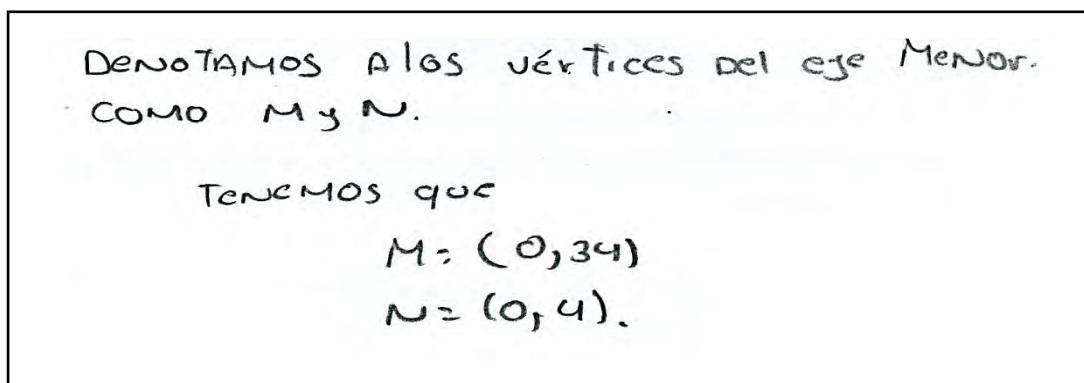 DENOTAMOS A los vérTices Del eje MeNor.
COMO M y N.
TENEMOS que
M = (0,34)
N = (0,4).